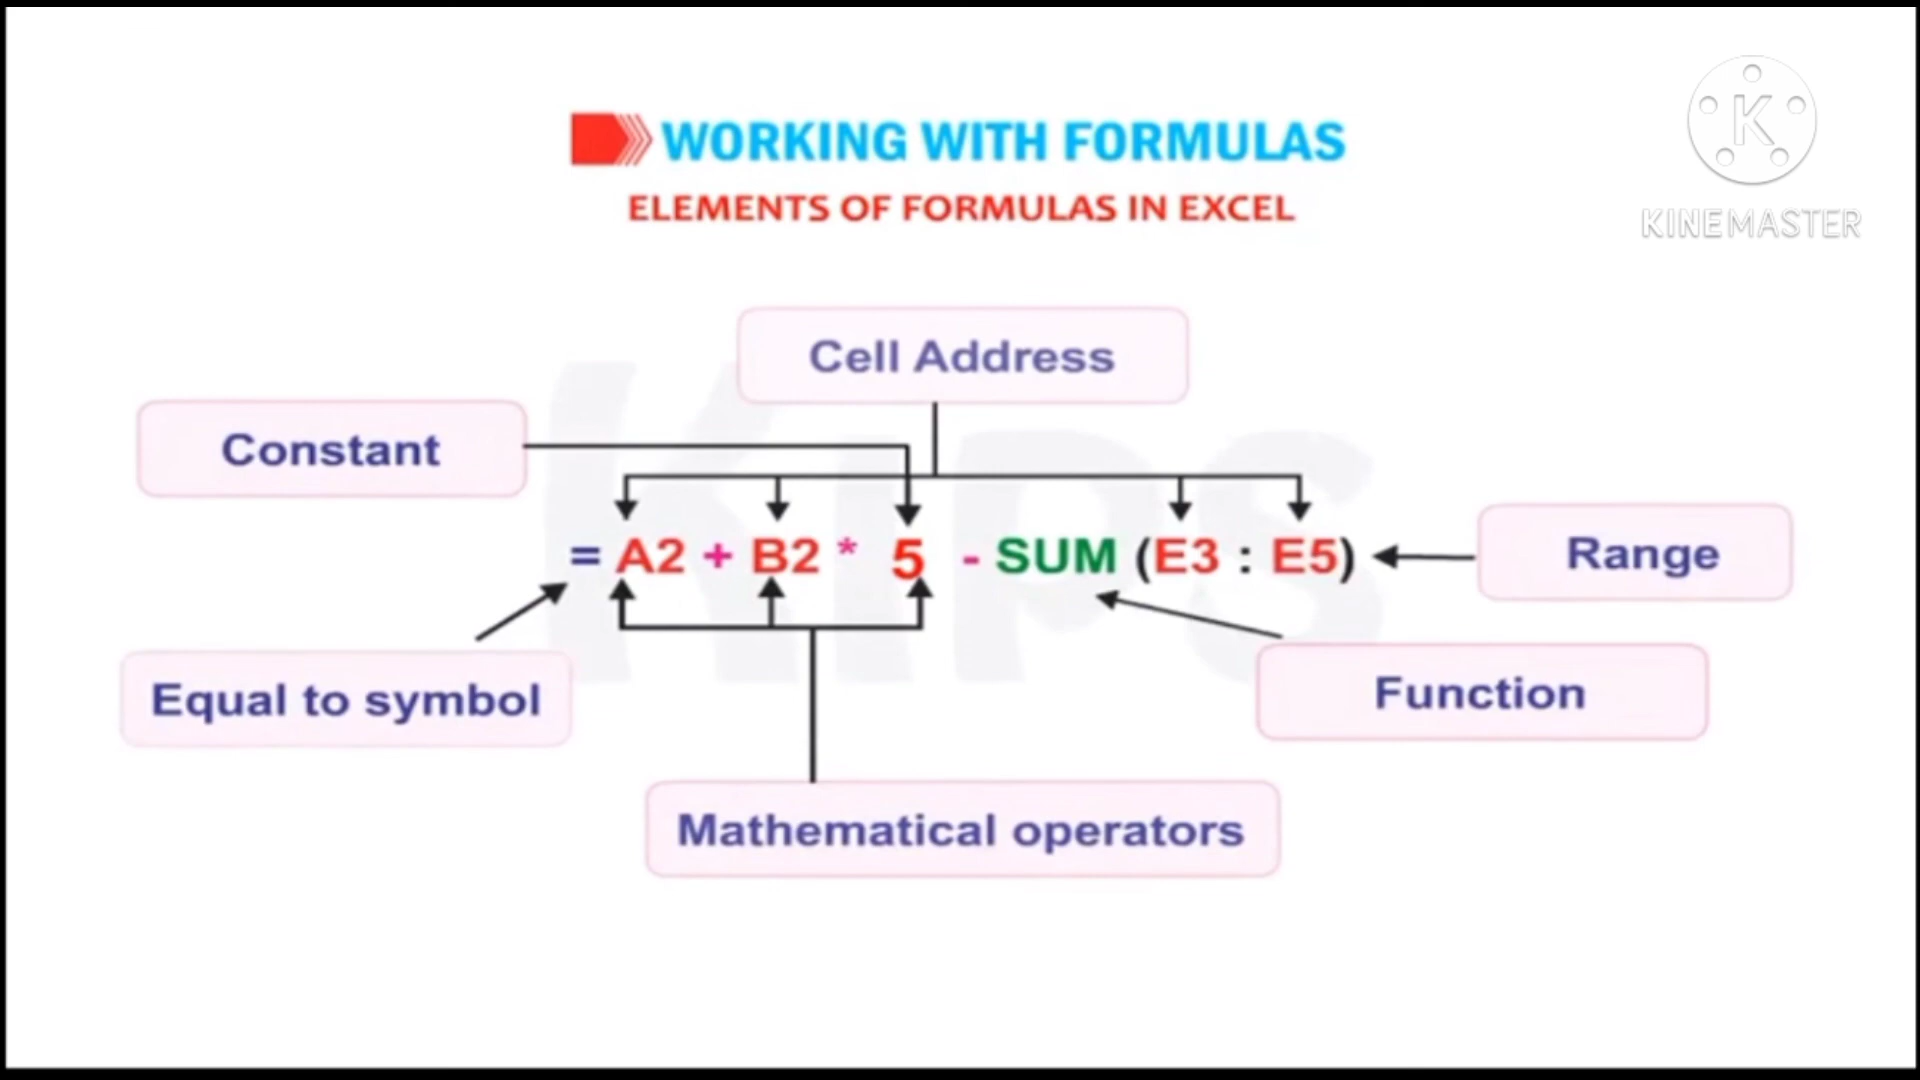 WORKING WITH FORMULAS
ELEMENTS OF FORMULAS IN EXCEL
K
KINEMASTER
Cell Address
Constant
= A2 + B2 * 5 - SUM (E3 : E5)
Range
Equal to symbol
Function
Mathematical operators
KIPS